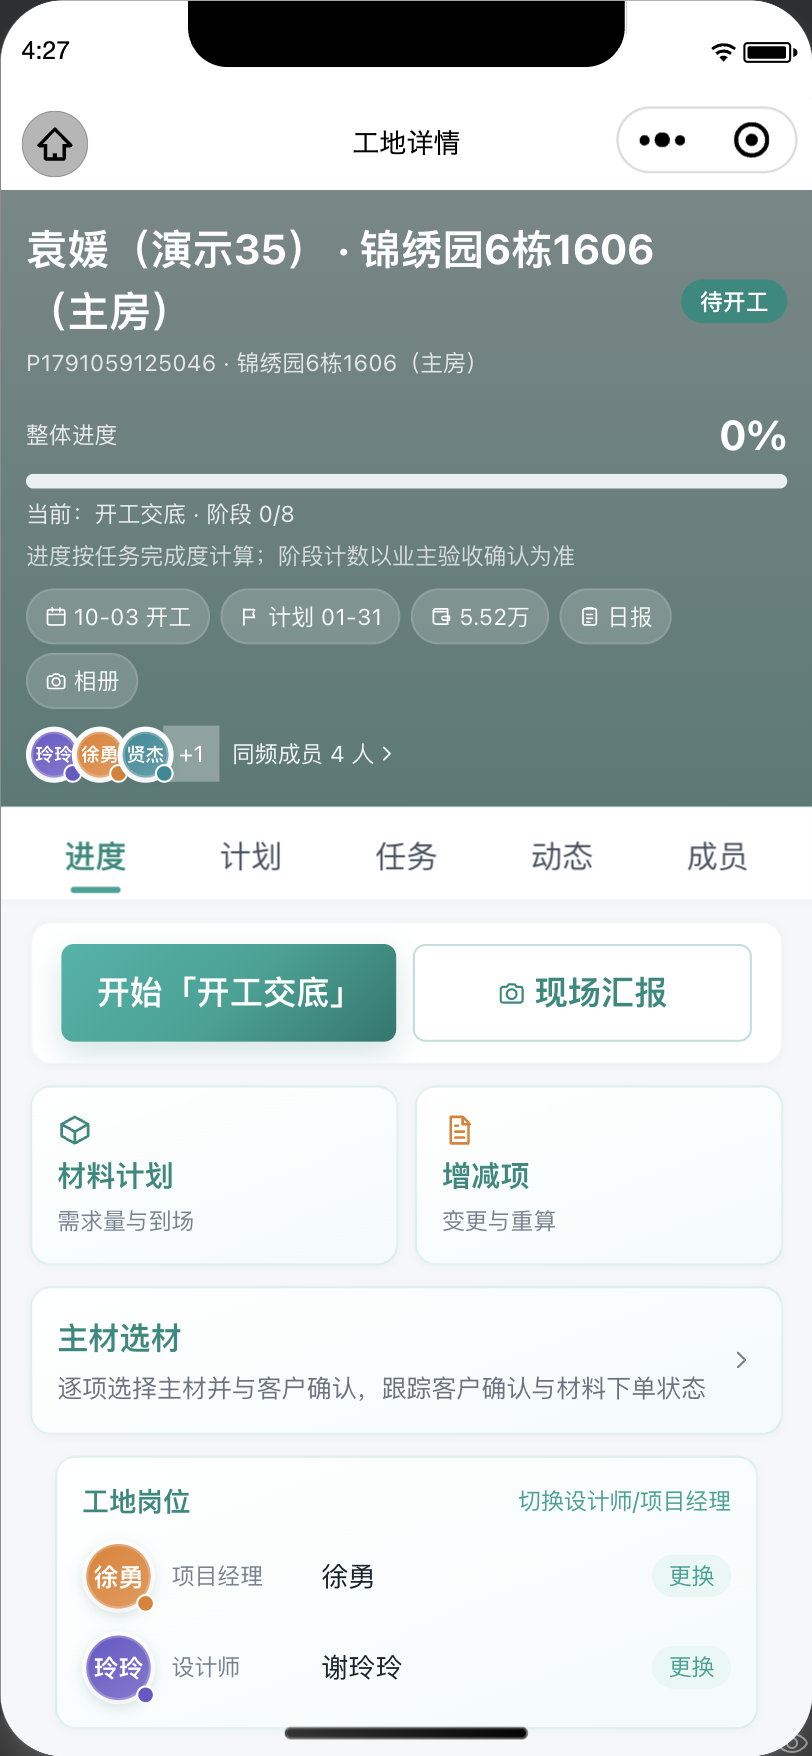 4:27
工地详情
袁媛（演示35） · 锦绣园6栋1606
（主房）
待开工
P1791059125046 · 锦绣园6栋1606（主房）
整体进度
0%
当前：开工交底 · 阶段 0/8
进度按任务完成度计算；阶段计数以业主验收确认为准
10-03 开工
计划 01-31
5.52万
日报
相册
玲玲
徐勇
贤杰
+1
同频成员 4 人
进度
计划
任务
动态
成员
开始「开工交底」
现场汇报
材料计划
需求量与到场
增减项
变更与重算
主材选材
逐项选择主材并与客户确认，跟踪客户确认与材料下单状态
工地岗位
切换设计师/项目经理
徐勇
项目经理
徐勇
更换
玲玲
设计师
谢玲玲
更换